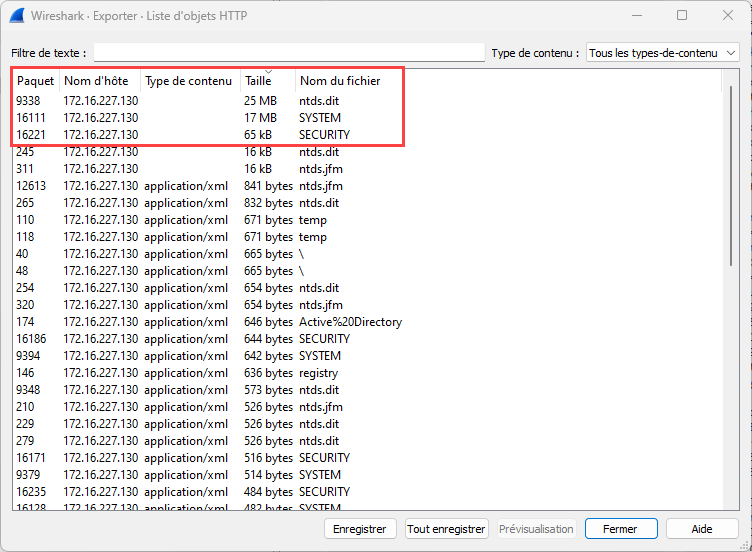 Wireshark · Exporter · Liste d'objets HTTP
Filtre de texte : Type de contenu : Tous les types-de-contenu
Paquet Nom d'hôte Type de contenu Taille Nom du fichier
9338 172.16.227.130 25 MB ntds.dit
16111 172.16.227.130 17 MB SYSTEM
16221 172.16.227.130 65 kB SECURITY
245 172.16.227.130 16 kB ntds.dit
311 172.16.227.130 16 kB ntds.jfm
12613 172.16.227.130 application/xml 841 bytes ntds.jfm
265 172.16.227.130 application/xml 832 bytes ntds.dit
110 172.16.227.130 application/xml 671 bytes temp
118 172.16.227.130 application/xml 671 bytes temp
40 172.16.227.130 application/xml 665 bytes \
48 172.16.227.130 application/xml 665 bytes \
254 172.16.227.130 application/xml 654 bytes ntds.dit
320 172.16.227.130 application/xml 654 bytes ntds.jfm
174 172.16.227.130 application/xml 646 bytes Active%20Directory
16186 172.16.227.130 application/xml 644 bytes SECURITY
9394 172.16.227.130 application/xml 642 bytes SYSTEM
146 172.16.227.130 application/xml 636 bytes registry
9348 172.16.227.130 application/xml 573 bytes ntds.dit
210 172.16.227.130 application/xml 526 bytes ntds.jfm
229 172.16.227.130 application/xml 526 bytes ntds.dit
279 172.16.227.130 application/xml 526 bytes ntds.dit
16171 172.16.227.130 application/xml 516 bytes SECURITY
9379 172.16.227.130 application/xml 514 bytes SYSTEM
16235 172.16.227.130 application/xml 484 bytes SECURITY
16128 172.16.227.130 application/xml 482 bytes SYSTEM
Enregistrer Tout enregistrer Prévisualisation Fermer Aide